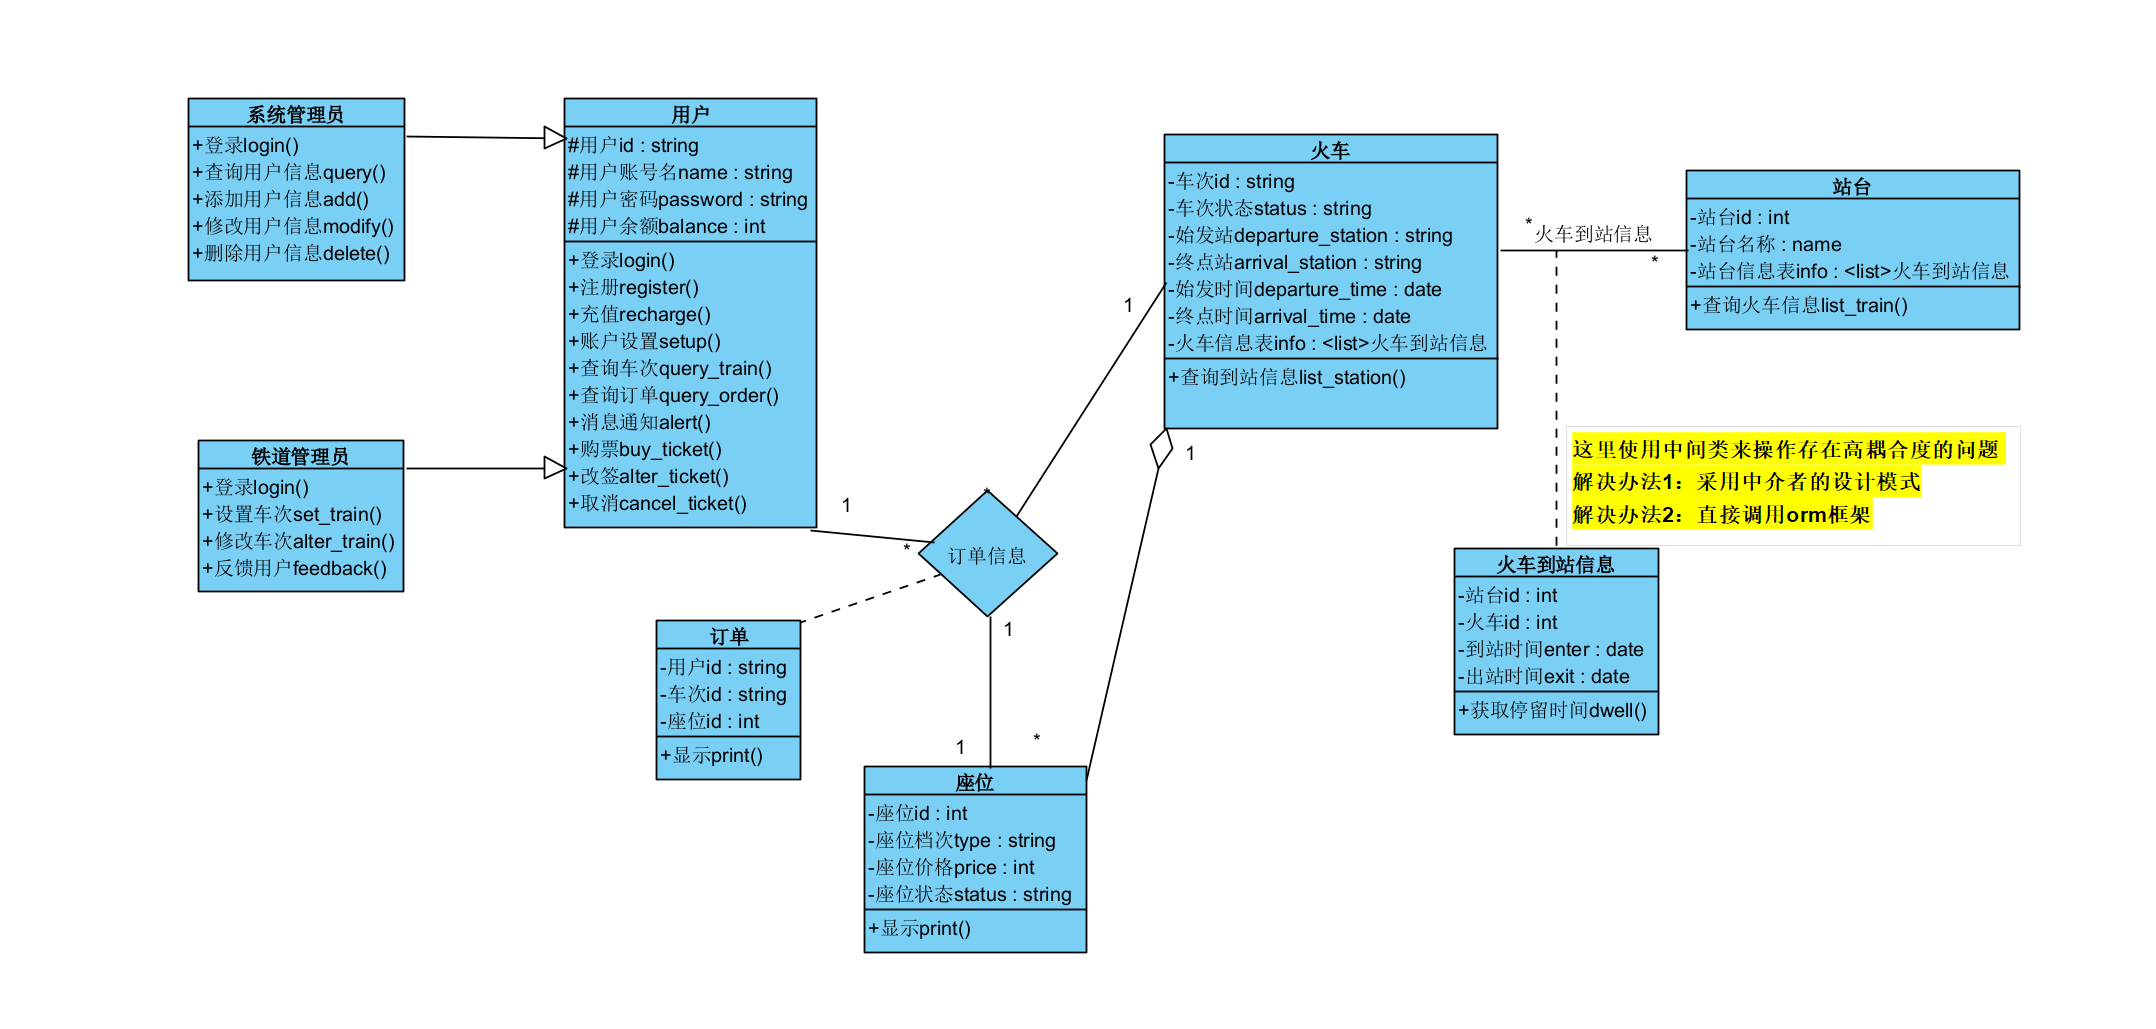 系统管理员
+登录login()
+查询用户信息query()
+添加用户信息add()
+修改用户信息modify()
+删除用户信息delete()
用户
#用户id : string
#用户账号名name : string
#用户密码password : string
#用户余额balance : int
+登录login()
+注册register()
+充值recharge()
+账户设置setup()
+查询车次query_train()
+查询订单query_order()
+消息通知alert()
+购票buy_ticket()
+改签alter_ticket()
+取消cancel_ticket()
铁道管理员
+登录login()
+设置车次set_train()
+修改车次alter_train()
+反馈用户feedback()
火车
-车次id : string
-车次状态status : string
-始发站departure_station : string
-终点站arrival_station : string
-始发时间departure_time : date
-终点时间arrival_time : date
-火车信息表info : <list>火车到站信息
+查询到站信息list_station()
*
火车到站信息
*
站台
-站台id : int
-站台名称 : name
-站台信息表info : <list>火车到站信息
+查询火车信息list_train()
1
1
这里使用中间类来操作存在高耦合度的问题
解决办法1：采用中介者的设计模式
解决办法2：直接调用orm框架
1
*
*
订单信息
1
订单
-用户id : string
-车次id : string
-座位id : int
+显示print()
火车到站信息
-站台id : int
-火车id : int
-到站时间enter : date
-出站时间exit : date
+获取停留时间dwell()
1
*
座位
-座位id : int
-座位档次type : string
-座位价格price : int
-座位状态status : string
+显示print()